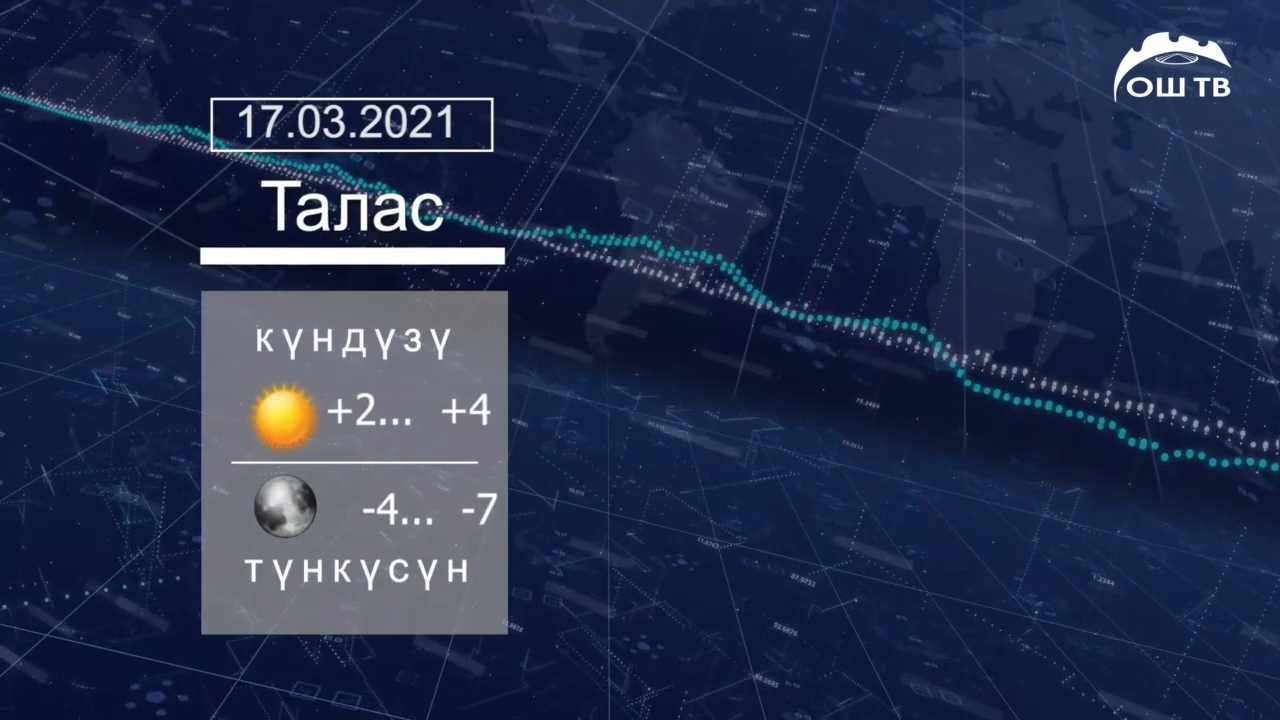 ОШ ТВ
17.03.2021
Талас
күндүзү
+2... +4
-4... -7
түнкүсүн